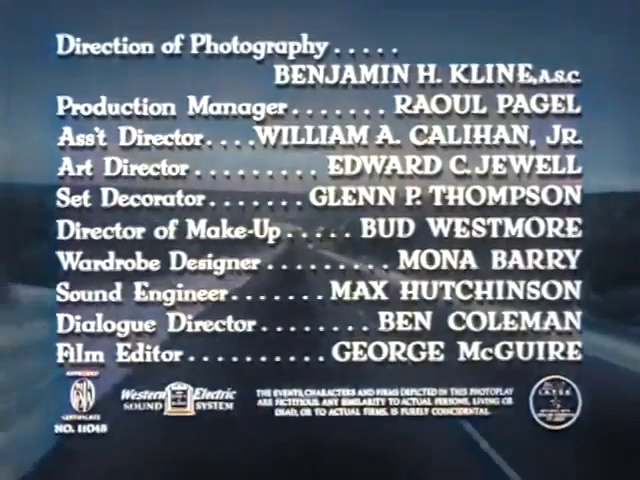 Direction of Photography . . . . .
BENJAMIN H. KLINE, A.S.C.
Production Manager . . . . . . . RAOUL PAGEL
Ass't Director. . . . WILLIAM A. CALIHAN, Jr.
Art Director . . . . . . . . . EDWARD C. JEWELL
Set Decorator . . . . . . . GLENN P. THOMPSON
Director of Make-Up . . . . . BUD WESTMORE
Wardrobe Designer . . . . . . . . . MONA BARRY
Sound Engineer . . . . . . . MAX HUTCHINSON
Dialogue Director . . . . . . . . BEN COLEMAN
Film Editor . . . . . . . . . . GEORGE McGUIRE
APPROVED
CERTIFICATE
NO. 11048
Western Electric
SOUND SYSTEM
THE EVENTS, CHARACTERS AND FIRMS DEPICTED IN THIS PHOTOPLAY
ARE FICTITIOUS. ANY SIMILARITY TO ACTUAL PERSONS, LIVING OR
DEAD, OR TO ACTUAL FIRMS, IS PURELY COINCIDENTAL.
I.A.T.S.E.